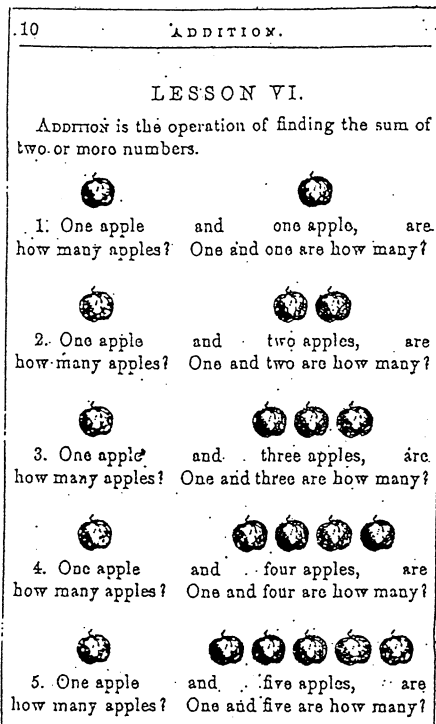 10 ADDITION.
LESSON VI.
ADDITION is the operation of finding the sum of
two or more numbers.
1. One apple and one apple, are
how many apples? One and one are how many?
2. One apple and two apples, are
how many apples? One and two are how many?
3. One apple and three apples, are
how many apples? One and three are how many?
4. One apple and four apples, are
how many apples? One and four are how many?
5. One apple and five apples, are
how many apples? One and five are how many?